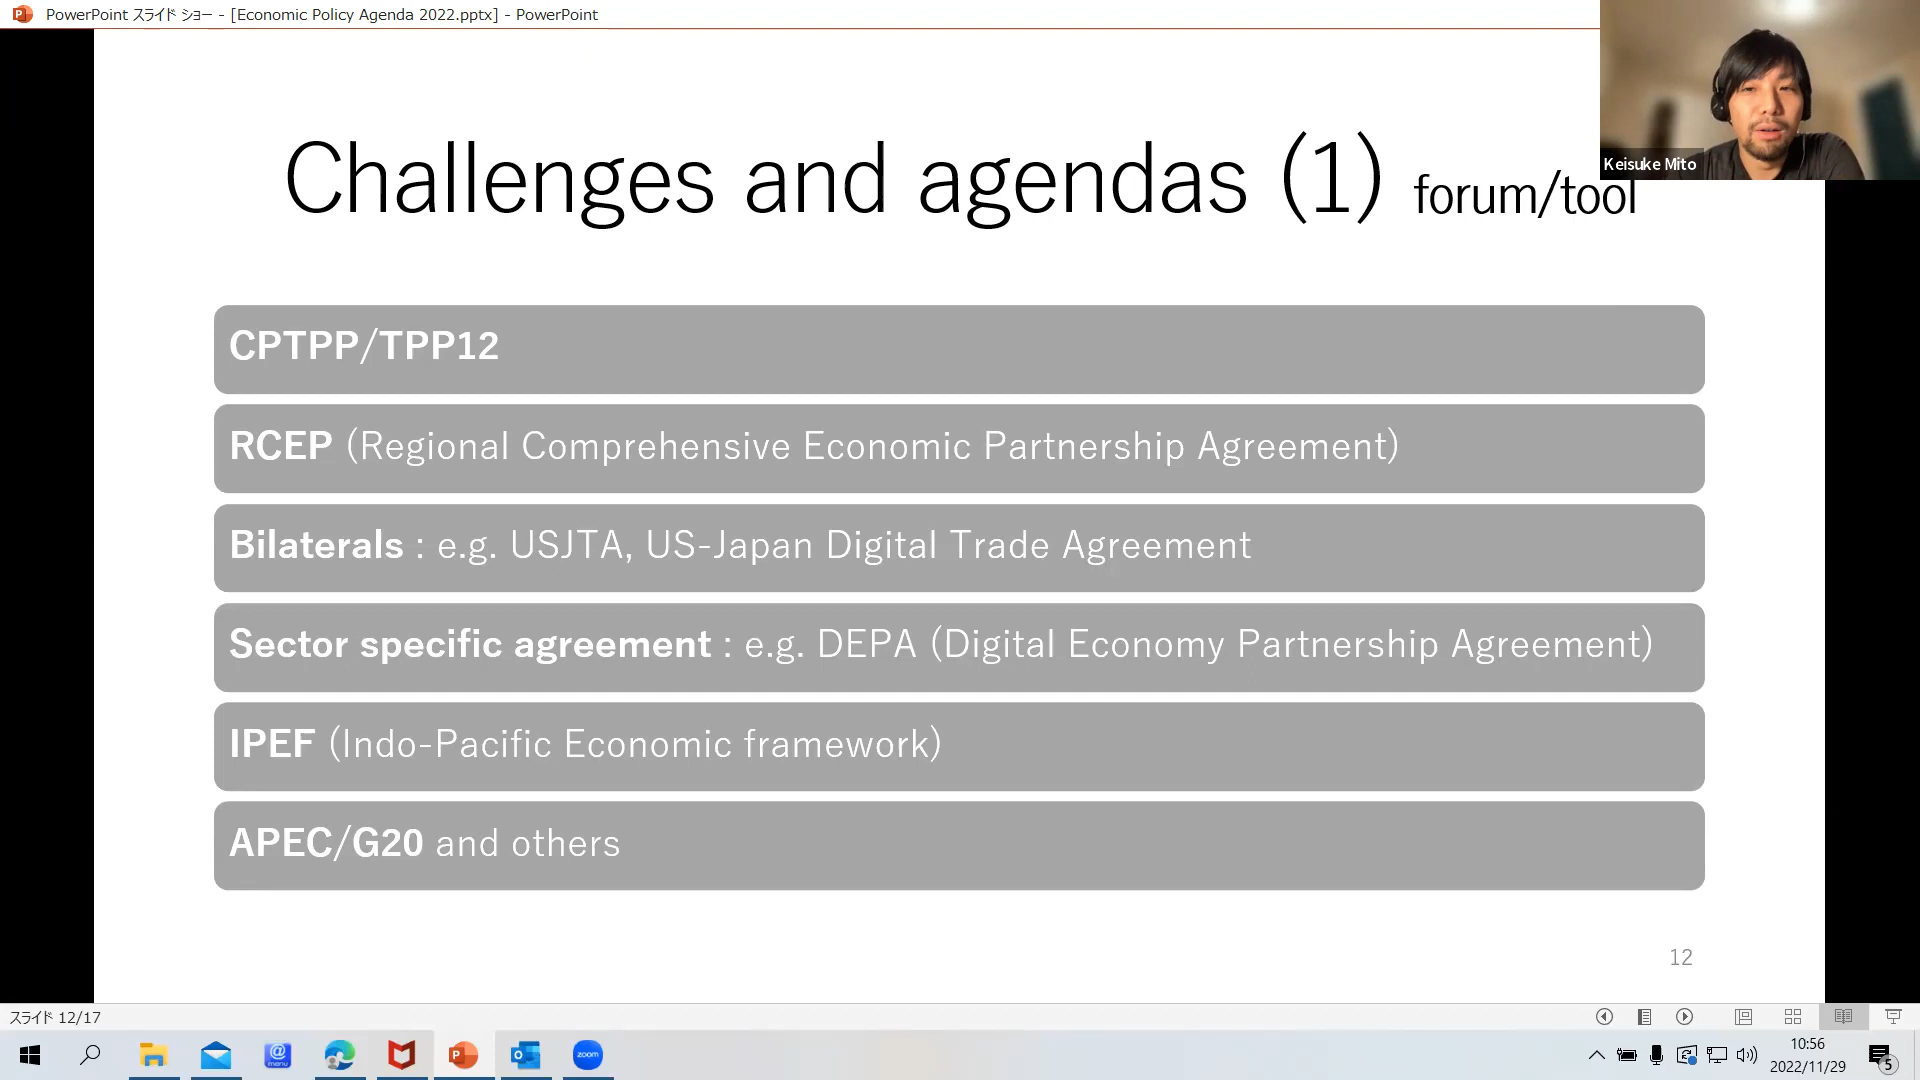 PowerPoint スライド ショー - [Economic Policy Agenda 2022.pptx] - PowerPoint
Keisuke Mito
Challenges and agendas (1) forum/tool
CPTPP/TPP12
RCEP (Regional Comprehensive Economic Partnership Agreement)
Bilaterals : e.g. USJTA, US-Japan Digital Trade Agreement
Sector specific agreement : e.g. DEPA (Digital Economy Partnership Agreement)
IPEF (Indo-Pacific Economic framework)
APEC/G20 and others
12
スライド 12/17
@
menu
zoom
10:56
2022/11/29
5